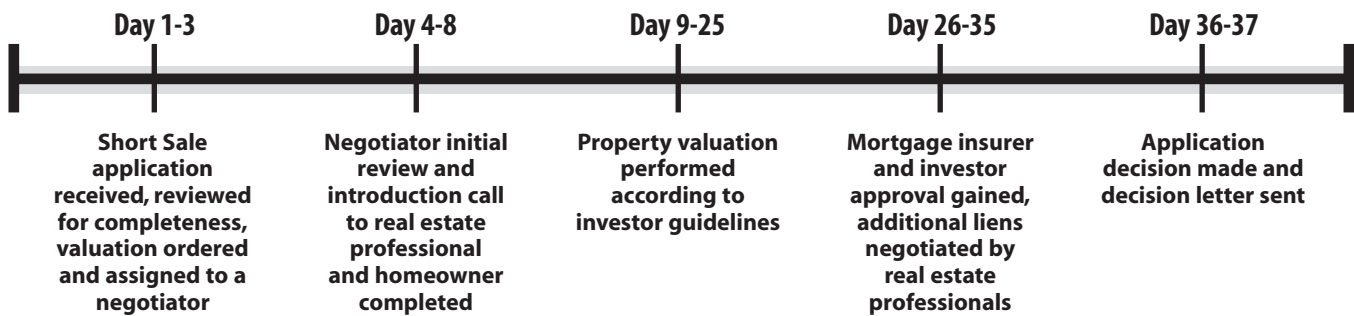 Day 1-3
Short Sale
application
received, reviewed
for completeness,
valuation ordered
and assigned to a
negotiator
Day 4-8
Negotiator initial
review and
introduction call
to real estate
professional
and homeowner
completed
Day 9-25
Property valuation
performed
according to
investor guidelines
Day 26-35
Mortgage insurer
and investor
approval gained,
additional liens
negotiated by
real estate
professionals
Day 36-37
Application
decision made and
decision letter sent